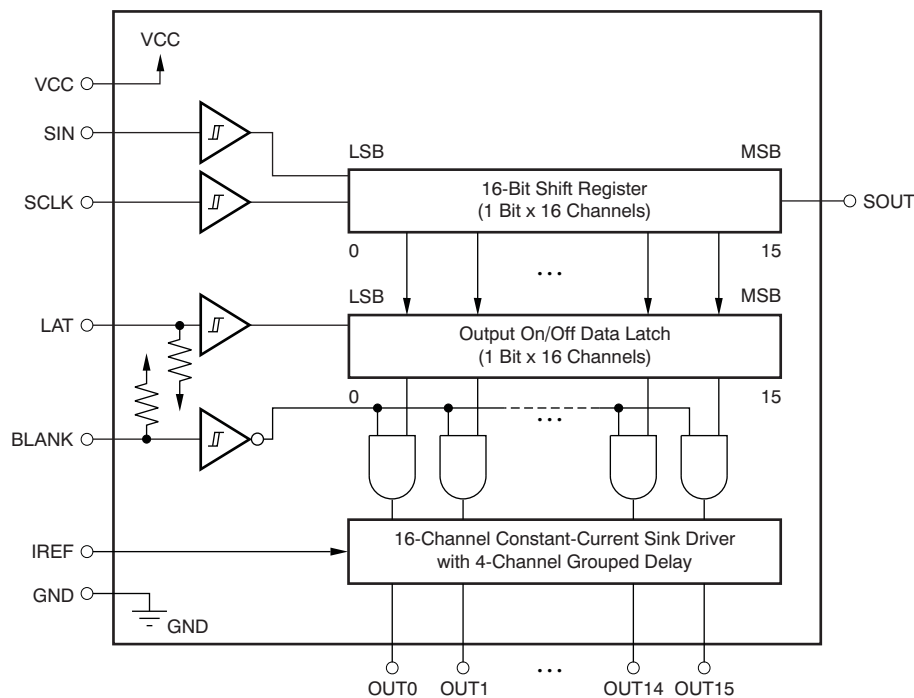 VCC
VCC
SIN
LSB
MSB
16-Bit Shift Register
(1 Bit x 16 Channels)
SCLK
SOUT
0
15
...
LSB
MSB
LAT
Output On/Off Data Latch
(1 Bit x 16 Channels)
0
15
...
BLANK
16-Channel Constant-Current Sink Driver
with 4-Channel Grouped Delay
IREF
GND
GND
OUT0
OUT1
...
OUT14
OUT15